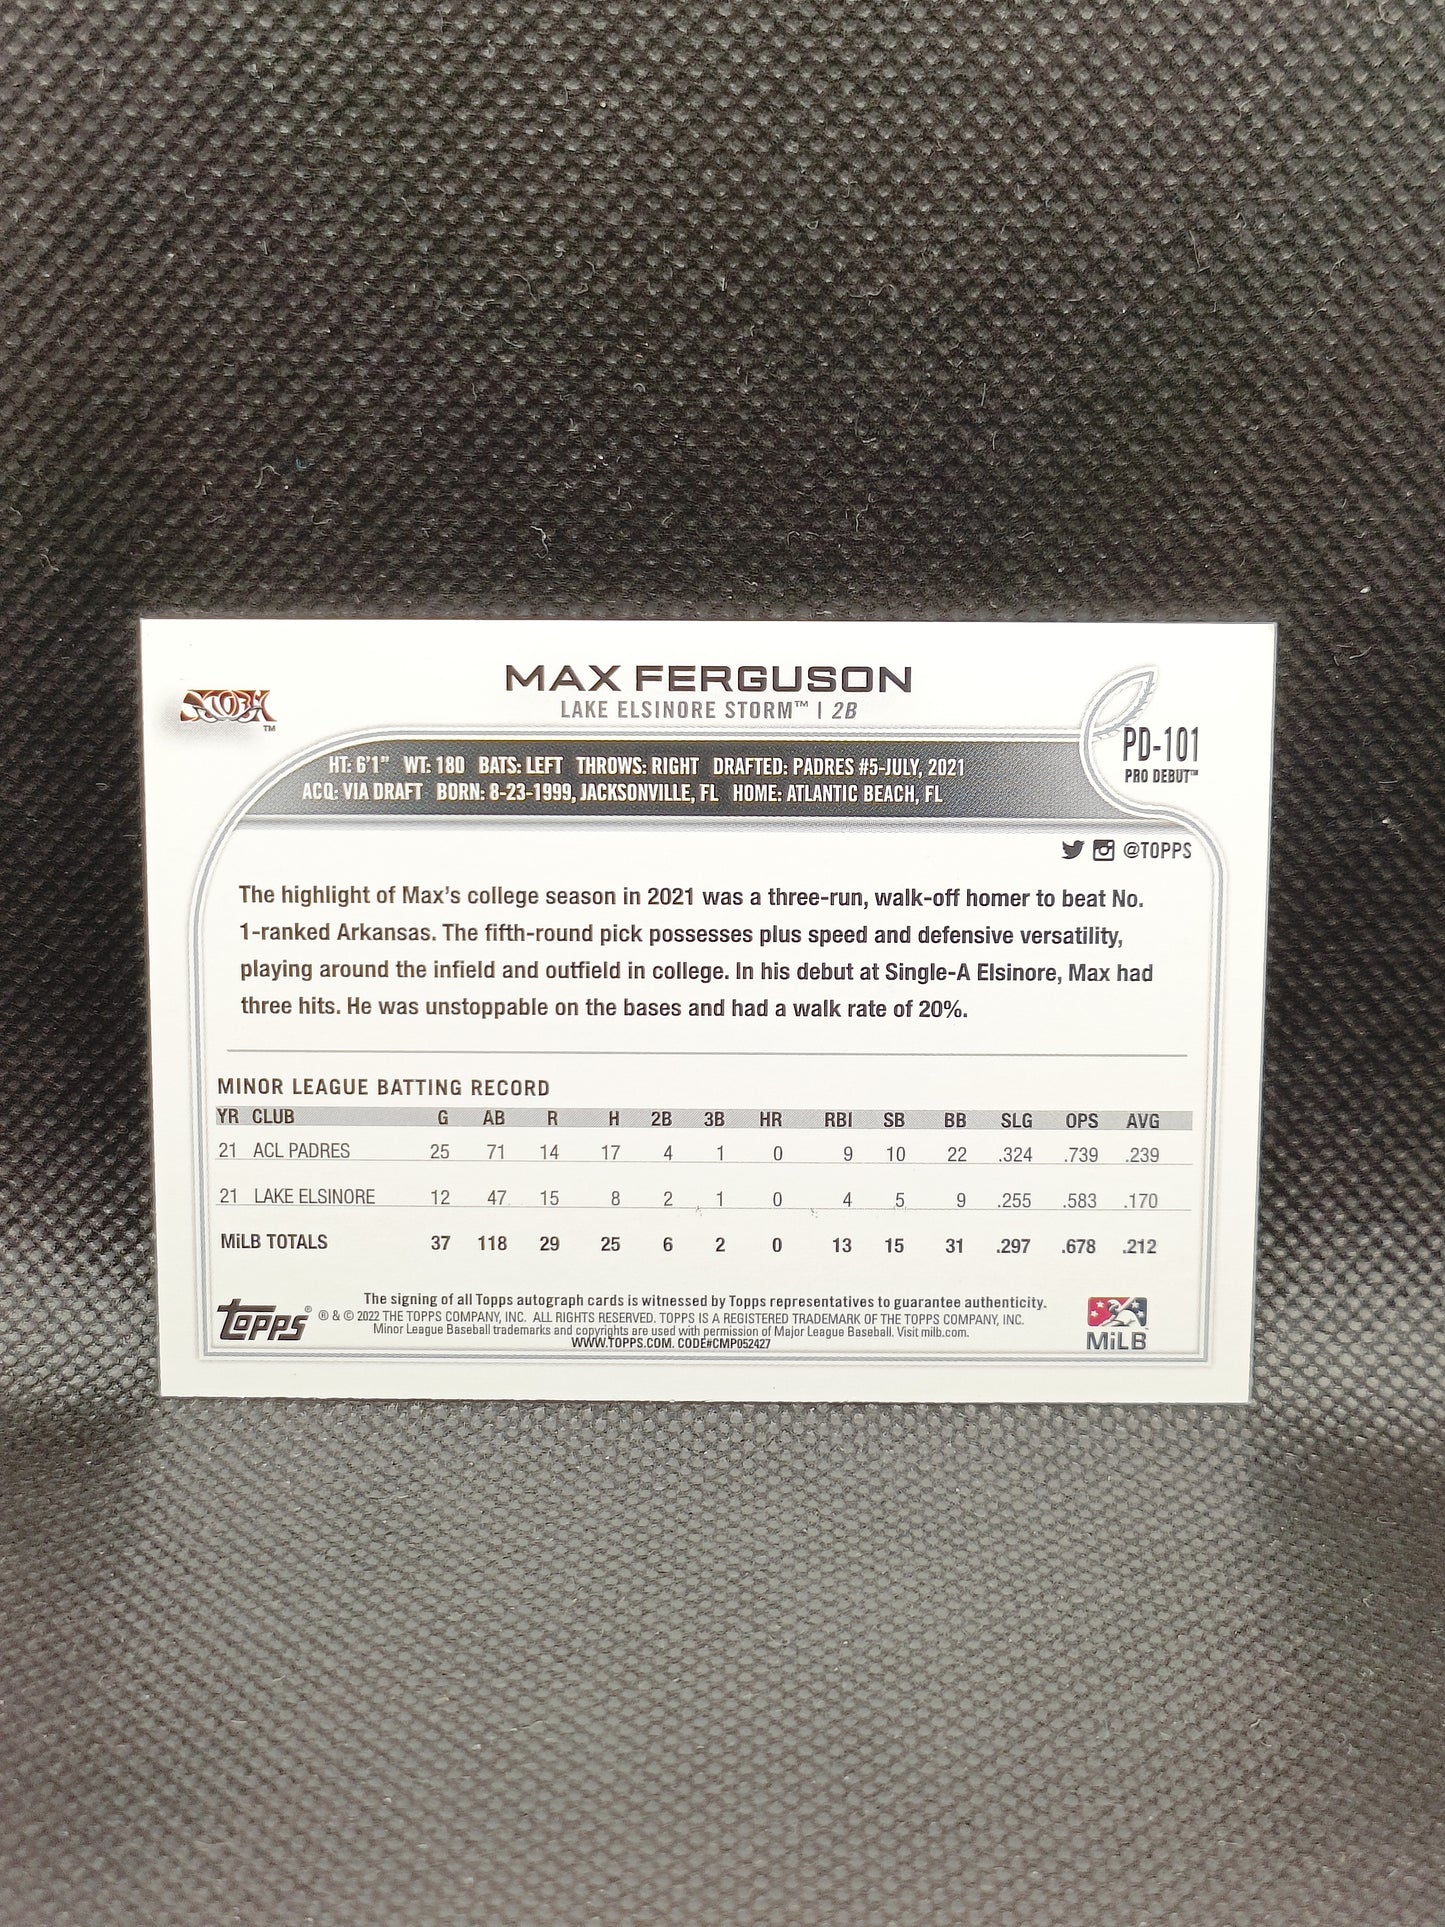 STORM™
MAX FERGUSON
LAKE ELSINORE STORM™ | 2B
PD-101
PRO DEBUT™
HT: 6'1" WT: 180 BATS: LEFT THROWS: RIGHT DRAFTED: PADRES #5-JULY, 2021
ACQ: VIA DRAFT BORN: 8-23-1999, JACKSONVILLE, FL HOME: ATLANTIC BEACH, FL
@TOPPS
The highlight of Max's college season in 2021 was a three-run, walk-off homer to beat No.
1-ranked Arkansas. The fifth-round pick possesses plus speed and defensive versatility,
playing around the infield and outfield in college. In his debut at Single-A Elsinore, Max had
three hits. He was unstoppable on the bases and had a walk rate of 20%.
MINOR LEAGUE BATTING RECORD
YR CLUB G AB R H 2B 3B HR RBI SB BB SLG OPS AVG
21 ACL PADRES 25 71 14 17 4 1 0 9 10 22 .324 .739 .239
21 LAKE ELSINORE 12 47 15 8 2 1 0 4 5 9 .255 .583 .170
MiLB TOTALS 37 118 29 25 6 2 0 13 15 31 .297 .678 .212
The signing of all Topps autograph cards is witnessed by Topps representatives to guarantee authenticity.
topps® ® & © 2022 THE TOPPS COMPANY, INC. ALL RIGHTS RESERVED. TOPPS IS A REGISTERED TRADEMARK OF THE TOPPS COMPANY, INC.
Minor League Baseball trademarks and copyrights are used with permission of Major League Baseball. Visit milb.com.
WWW.TOPPS.COM. CODE#CMP052427
MiLB